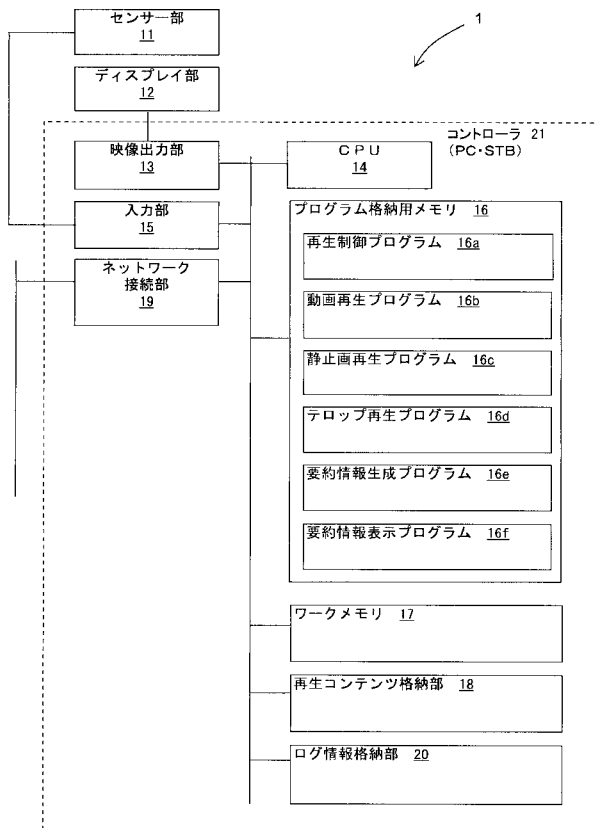 センサー部
11
1
ディスプレイ部
12
コントローラ 21
(PC・STB)
映像出力部
13
CPU
14
入力部
15
プログラム格納用メモリ 16
再生制御プログラム 16a
ネットワーク
接続部
19
動画再生プログラム 16b
静止画再生プログラム 16c
テロップ再生プログラム 16d
要約情報生成プログラム 16e
要約情報表示プログラム 16f
ワークメモリ 17
再生コンテンツ格納部 18
ログ情報格納部 20